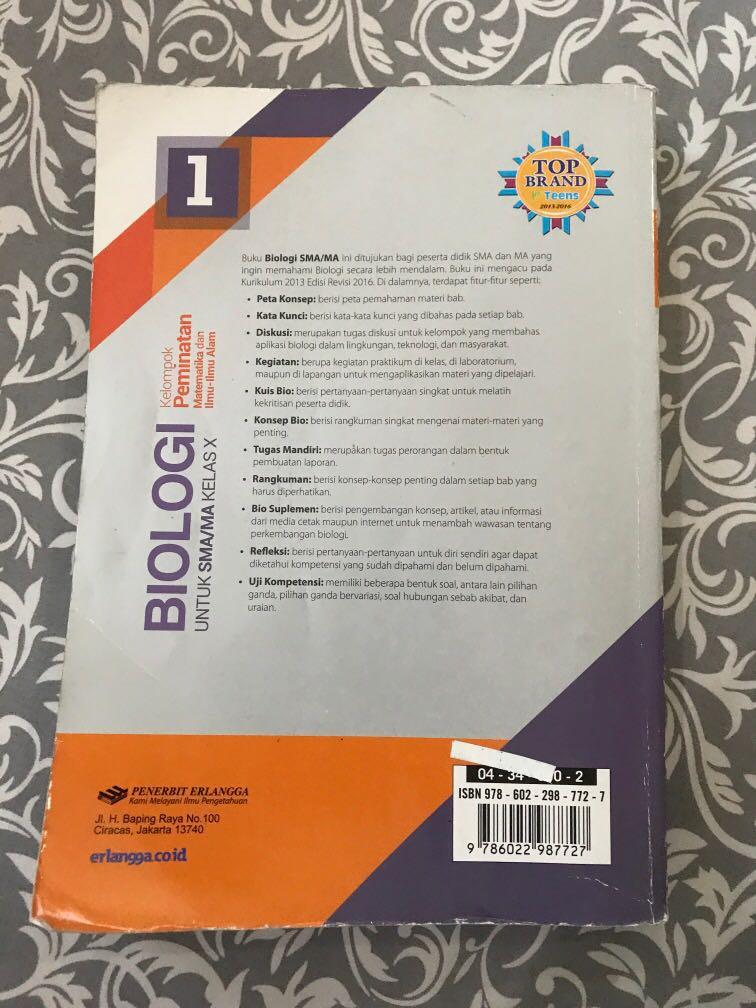 1
TOP
BRAND
Teens
2013-2016
Buku Biologi SMA/MA ini ditujukan bagi peserta didik SMA dan MA yang
ingin memahami Biologi secara lebih mendalam. Buku ini mengacu pada
Kurikulum 2013 Edisi Revisi 2016. Di dalamnya, terdapat fitur-fitur seperti:
• Peta Konsep: berisi peta pemahaman materi bab.
• Kata Kunci: berisi kata-kata kunci yang dibahas pada setiap bab.
• Diskusi: merupakan tugas diskusi untuk kelompok yang membahas
aplikasi biologi dalam lingkungan, teknologi, dan masyarakat.
• Kegiatan: berupa kegiatan praktikum di kelas, di laboratorium,
maupun di lapangan untuk mengaplikasikan materi yang dipelajari.
• Kuis Bio: berisi pertanyaan-pertanyaan singkat untuk melatih
kekritisan peserta didik.
• Konsep Bio: berisi rangkuman singkat mengenai materi-materi yang
penting.
• Tugas Mandiri: merupakan tugas perorangan dalam bentuk
pembuatan laporan.
• Rangkuman: berisi konsep-konsep penting dalam setiap bab yang
harus diperhatikan.
• Bio Suplemen: berisi pengembangan konsep, artikel, atau informasi
dari media cetak maupun internet untuk menambah wawasan tentang
perkembangan biologi.
• Refleksi: berisi pertanyaan-pertanyaan untuk diri sendiri agar dapat
diketahui kompetensi yang sudah dipahami dan belum dipahami.
• Uji Kompetensi: memiliki beberapa bentuk soal, antara lain pilihan
ganda, pilihan ganda bervariasi, soal hubungan sebab akibat, dan
uraian.
BIOLOGI
UNTUK SMA/MA KELAS X
Kelompok
Peminatan
Matematika dan
Ilmu-Ilmu Alam
PENERBIT ERLANGGA
Kami Melayani Ilmu Pengetahuan
Jl. H. Baping Raya No.100
Ciracas, Jakarta 13740
erlangga.co.id
04 - 34 - 0 - 2
ISBN 978 - 602 - 298 - 772 - 7
9 786022 987727